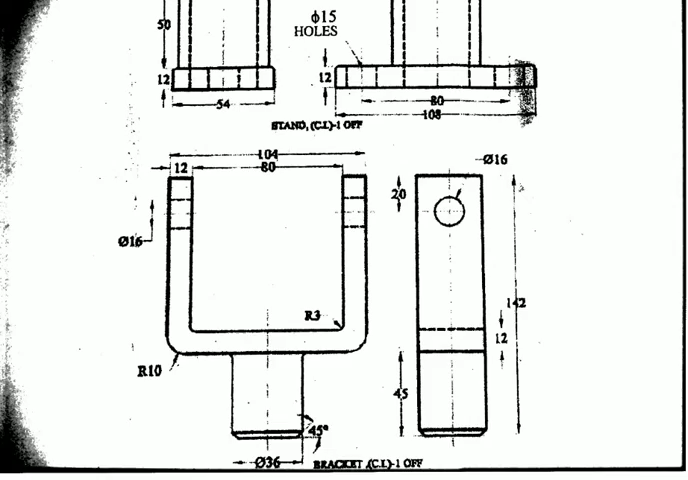 50
ϕ15
HOLES
12
12
54
80
108
STAND, (C.I.)-1 OFF
104
12
80
Ø16
20
Ø16
142
R3
12
R10
45
45°
Ø36
BRACKET ,(C.I.)-1 OFF